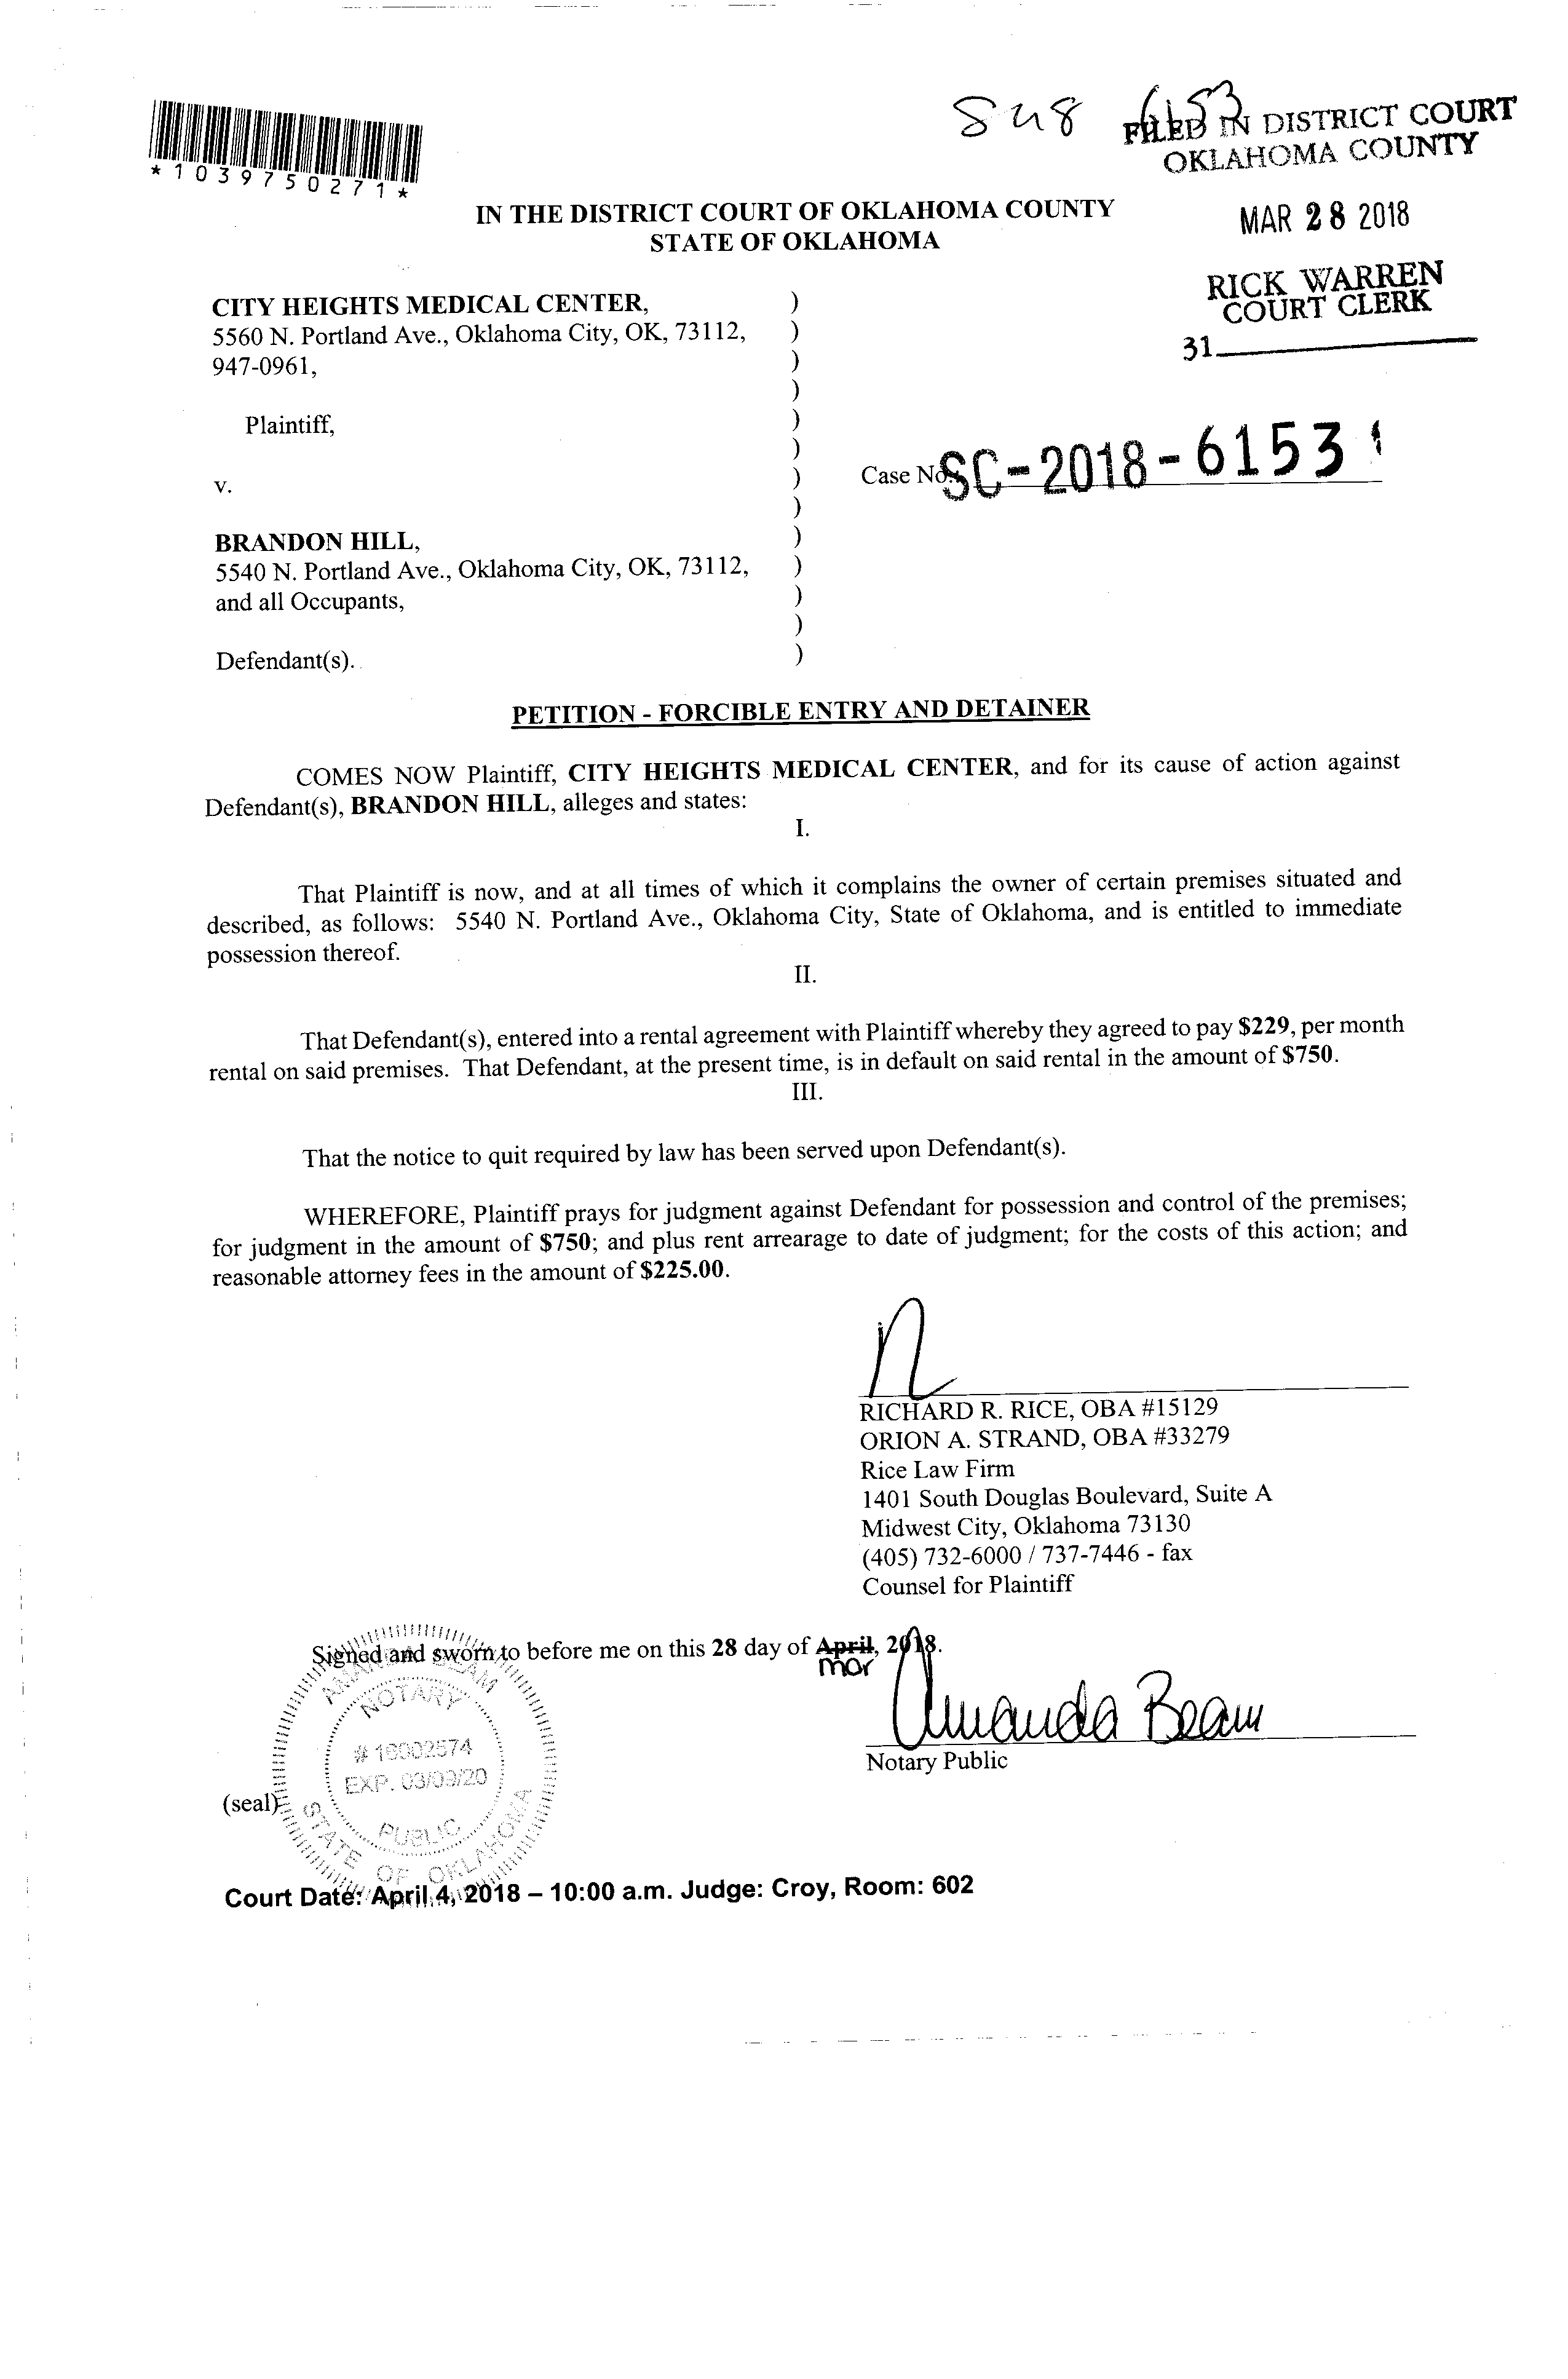 S418 6153
FILED IN DISTRICT COURT
OKLAHOMA COUNTY
*1039750271*
MAR 28 2018
IN THE DISTRICT COURT OF OKLAHOMA COUNTY
STATE OF OKLAHOMA
RICK WARREN
COURT CLERK
31
CITY HEIGHTS MEDICAL CENTER, )
5560 N. Portland Ave., Oklahoma City, OK, 73112, )
947-0961, )
)
Plaintiff, )
)
v. ) Case No. SC-2018-6153
)
BRANDON HILL, )
5540 N. Portland Ave., Oklahoma City, OK, 73112, )
and all Occupants, )
)
Defendant(s). )
PETITION - FORCIBLE ENTRY AND DETAINER
COMES NOW Plaintiff, CITY HEIGHTS MEDICAL CENTER, and for its cause of action against
Defendant(s), BRANDON HILL, alleges and states:
I.
That Plaintiff is now, and at all times of which it complains the owner of certain premises situated and
described, as follows: 5540 N. Portland Ave., Oklahoma City, State of Oklahoma, and is entitled to immediate
possession thereof.
II.
That Defendant(s), entered into a rental agreement with Plaintiff whereby they agreed to pay $229, per month
rental on said premises. That Defendant, at the present time, is in default on said rental in the amount of $750.
III.
That the notice to quit required by law has been served upon Defendant(s).
WHEREFORE, Plaintiff prays for judgment against Defendant for possession and control of the premises;
for judgment in the amount of $750; and plus rent arrearage to date of judgment; for the costs of this action; and
reasonable attorney fees in the amount of $225.00.
RICHARD R. RICE, OBA #15129
ORION A. STRAND, OBA #33279
Rice Law Firm
1401 South Douglas Boulevard, Suite A
Midwest City, Oklahoma 73130
(405) 732-6000 / 737-7446 - fax
Counsel for Plaintiff
Signed and sworn to before me on this 28 day of April, 2018.
mar
Amanda Beam
Notary Public
AMANDA BEAM
NOTARY
# 16002574
EXP. 03/09/20
PUBLIC
STATE OF OKLAHOMA
(seal)
Court Date: April 4, 2018 – 10:00 a.m. Judge: Croy, Room: 602